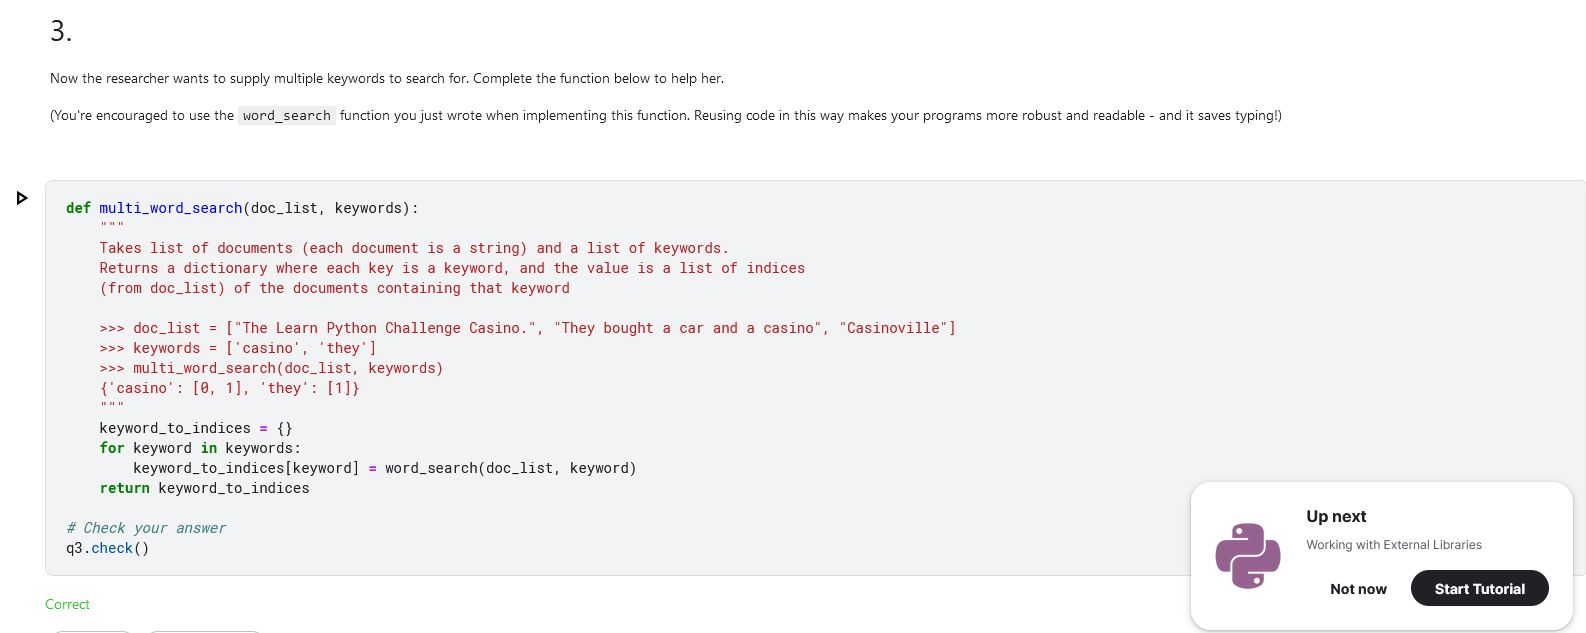 3.
Now the researcher wants to supply multiple keywords to search for. Complete the function below to help her.
(You're encouraged to use the word_search function you just wrote when implementing this function. Reusing code in this way makes your programs more robust and readable - and it saves typing!)
def multi_word_search(doc_list, keywords):
    """
    Takes list of documents (each document is a string) and a list of keywords.
    Returns a dictionary where each key is a keyword, and the value is a list of indices
    (from doc_list) of the documents containing that keyword
    >>> doc_list = ["The Learn Python Challenge Casino.", "They bought a car and a casino", "Casinoville"]
    >>> keywords = ['casino', 'they']
    >>> multi_word_search(doc_list, keywords)
    {'casino': [0, 1], 'they': [1]}
    """
    keyword_to_indices = {}
    for keyword in keywords:
        keyword_to_indices[keyword] = word_search(doc_list, keyword)
    return keyword_to_indices
# Check your answer
q3.check()
Correct
Up next
Working with External Libraries
Not now
Start Tutorial